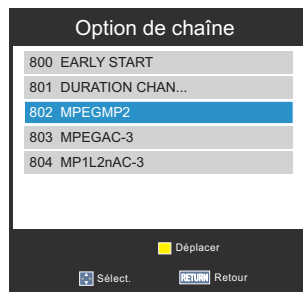 Option de chaîne
800 EARLY START
801 DURATION CHAN...
802 MPEGMP2
803 MPEGAC-3
804 MP1L2nAC-3
Déplacer
Sélect. RETURN Retour